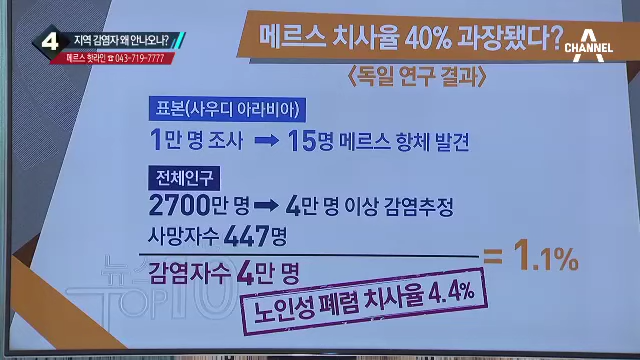 4 지역 감염자 왜 안나오나?
메르스 핫라인 ☎ 043-719-7777
메르스 치사율 40% 과장됐다?
CHANNEL A
<독일 연구 결과>
표본(사우디 아라비아)
1만 명 조사 → 15명 메르스 항체 발견
전체인구
2700만 명 → 4만 명 이상 감염추정
사망자수 447명
감염자수 4만 명
= 1.1%
뉴스 TOP10
노인성 폐렴 치사율 4.4%